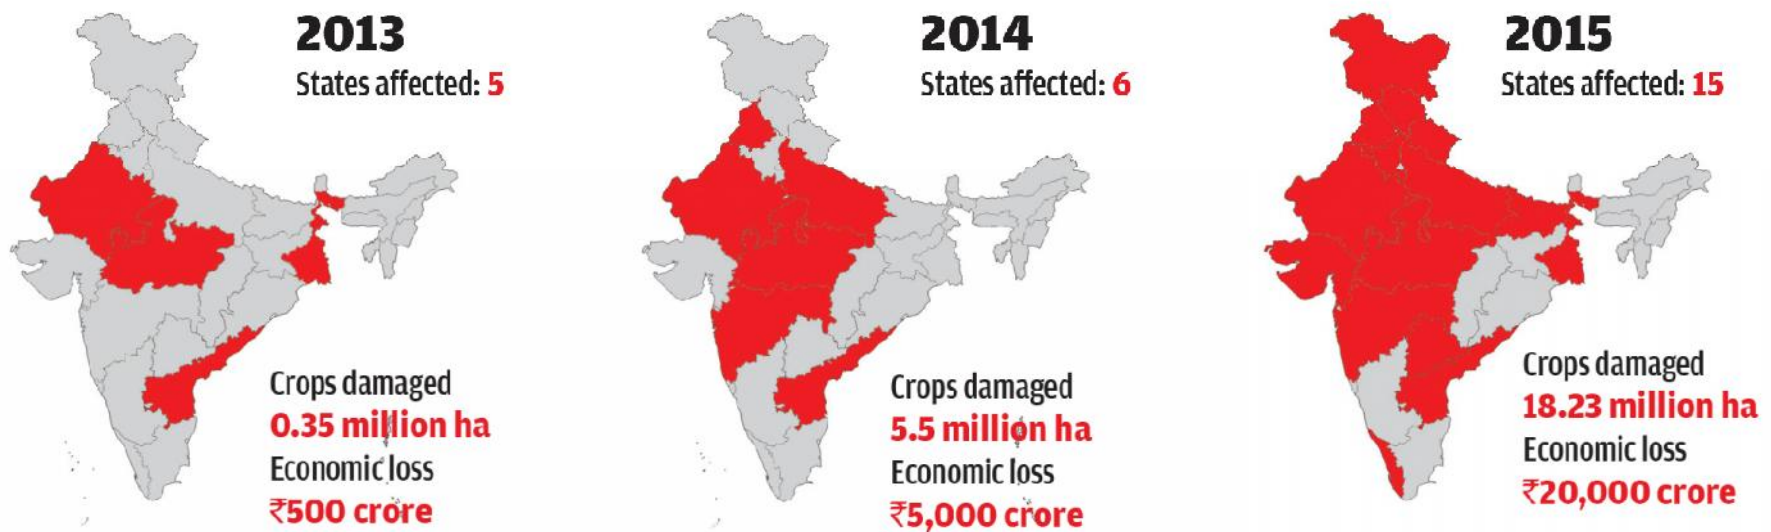 2013
States affected: 5
Crops damaged
0.35 million ha
Economic loss
₹500 crore
2014
States affected: 6
Crops damaged
5.5 million ha
Economic loss
₹5,000 crore
2015
States affected: 15
Crops damaged
18.23 million ha
Economic loss
₹20,000 crore